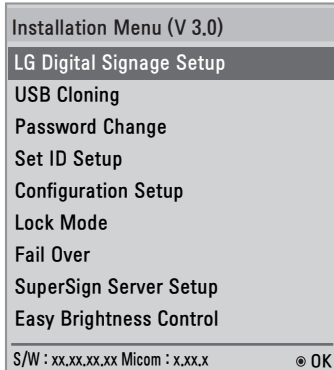 Installation Menu (V 3.0)
LG Digital Signage Setup
USB Cloning
Password Change
Set ID Setup
Configuration Setup
Lock Mode
Fail Over
SuperSign Server Setup
Easy Brightness Control
S/W : xx.xx.xx.xx Micom : x.xx.x ◉ OK